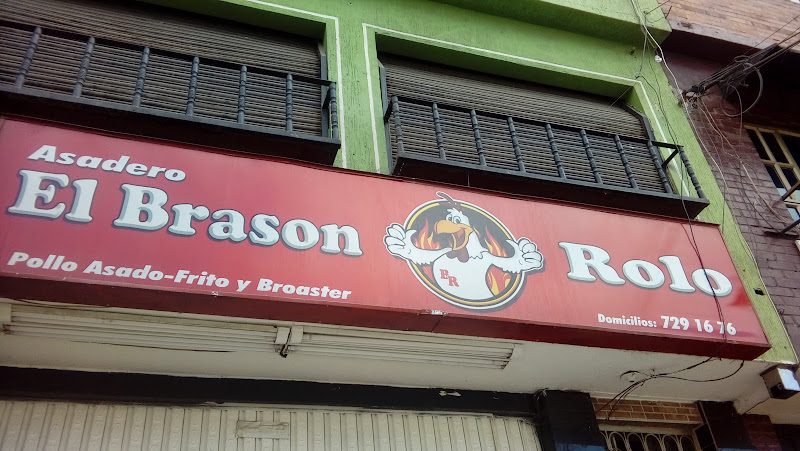 Asadero
El Brason Rolo
BR
Pollo Asado-Frito y Broaster
Domicilios: 729 16 76